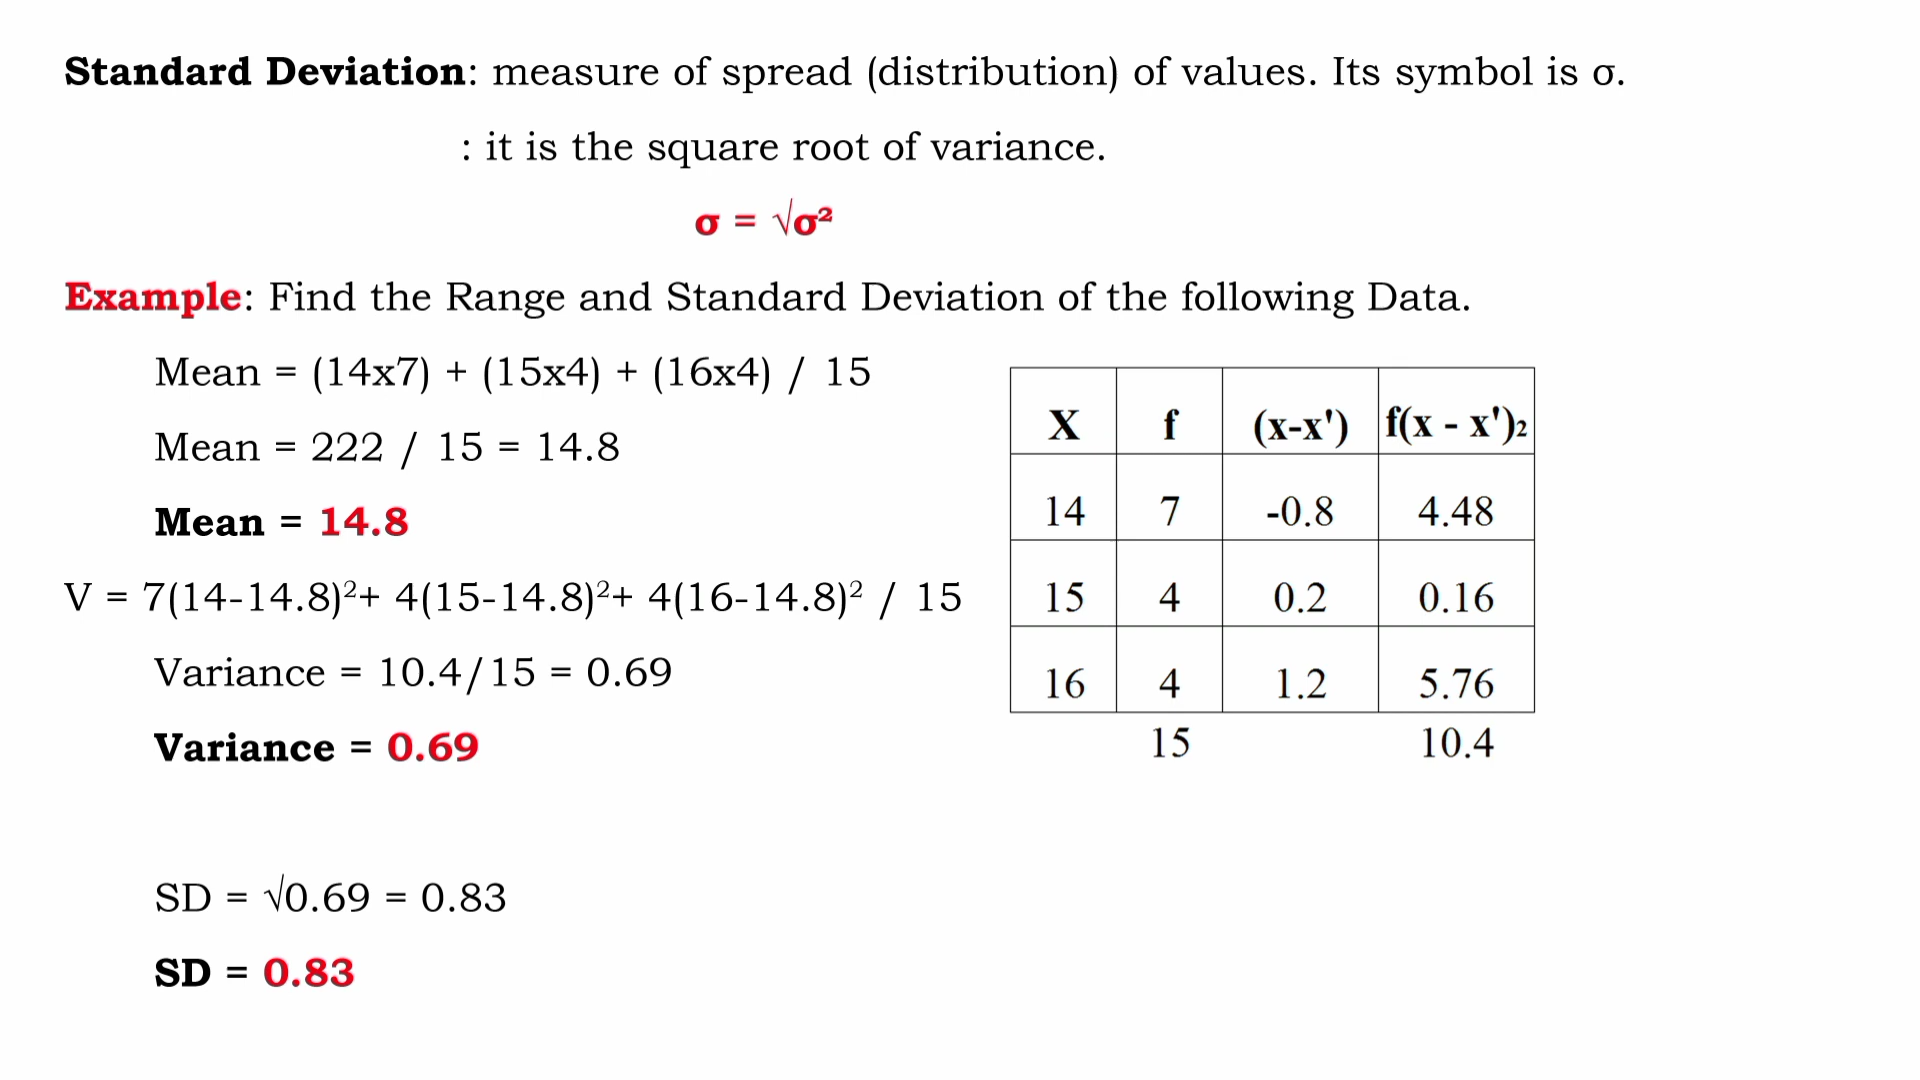 Standard Deviation: measure of spread (distribution) of values. Its symbol is σ.
: it is the square root of variance.
σ = √σ²
Example: Find the Range and Standard Deviation of the following Data.
Mean = (14x7) + (15x4) + (16x4) / 15
Mean = 222 / 15 = 14.8
Mean = 14.8
V = 7(14-14.8)²+ 4(15-14.8)²+ 4(16-14.8)² / 15
Variance = 10.4/15 = 0.69
Variance = 0.69
SD = √0.69 = 0.83
SD = 0.83
X f (x-x') f(x - x')₂
14 7 -0.8 4.48
15 4 0.2 0.16
16 4 1.2 5.76
15 10.4